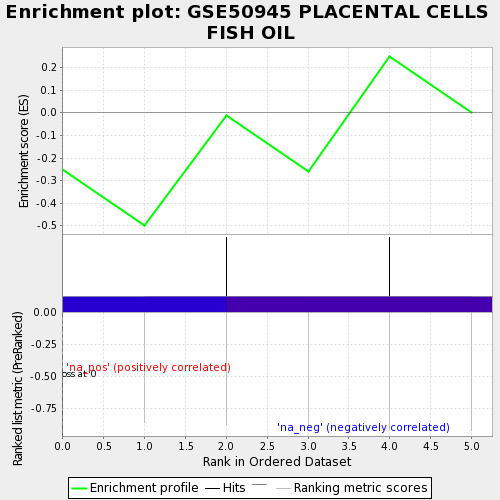 Enrichment plot: GSE50945 PLACENTAL CELLS
FISH OIL
Enrichment score (ES)
0.2
0.1
0.0
-0.1
-0.2
-0.3
-0.4
-0.5
Ranked list metric (PreRanked)
0.00
-0.25
-0.50
-0.75
'na_pos' (positively correlated)
oss at 0
'na_neg' (negatively correlated)
0.0 0.5 1.0 1.5 2.0 2.5 3.0 3.5 4.0 4.5 5.0
Rank in Ordered Dataset
Enrichment profile Hits Ranking metric scores